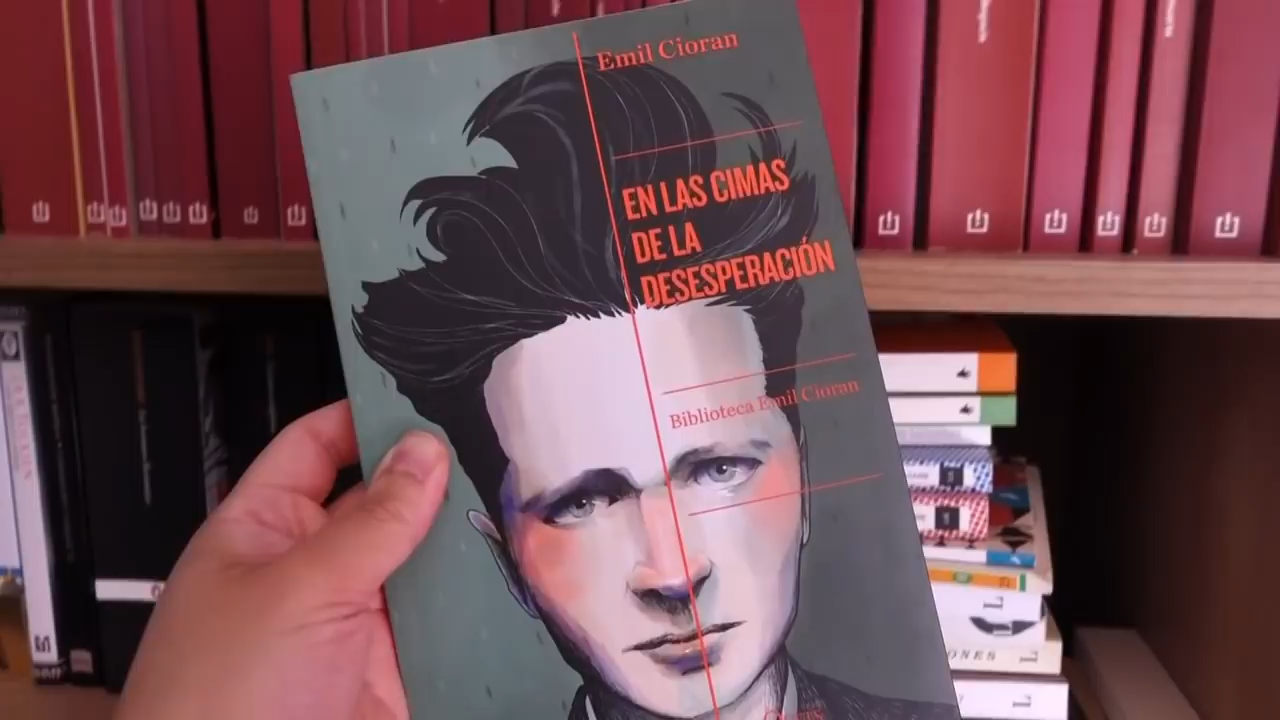 Emil Cioran
EN LAS CIMAS
DE LA
DESESPERACIÓN
Biblioteca Emil Cioran